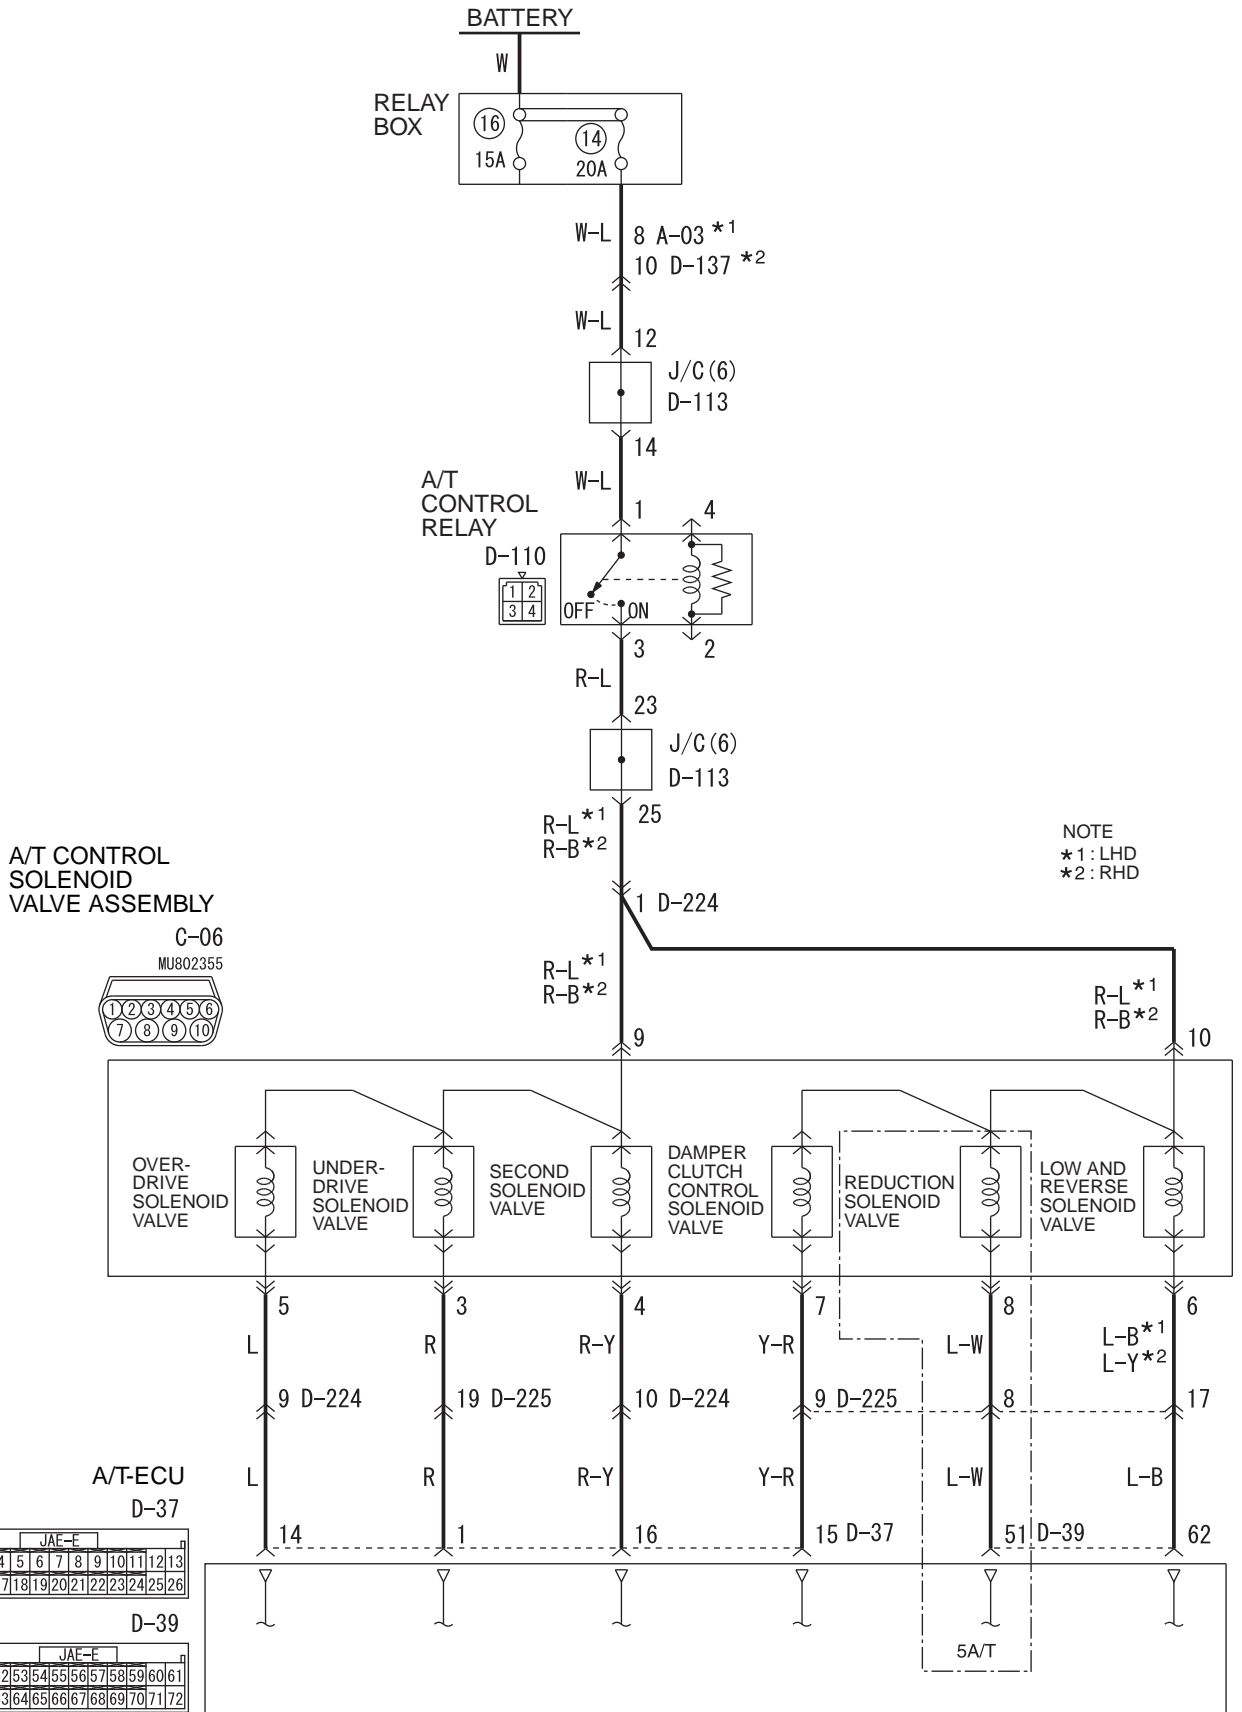 BATTERY
W
RELAY
BOX
16
15A
14
20A
W-L
8 A-03 *1
10 D-137 *2
W-L
12
J/C(6)
D-113
14
W-L
A/T
CONTROL
RELAY
D-110
1 2
3 4
1
4
OFF
ON
3
2
R-L
23
J/C(6)
D-113
25
R-L*1
R-B*2
1 D-224
NOTE
*1: LHD
*2: RHD
A/T CONTROL
SOLENOID
VALVE ASSEMBLY
C-06
MU802355
1 2 3 4 5 6
7 8 9 10
R-L*1
R-B*2
9
R-L*1
R-B*2
10
OVER-
DRIVE
SOLENOID
VALVE
UNDER-
DRIVE
SOLENOID
VALVE
SECOND
SOLENOID
VALVE
DAMPER
CLUTCH
CONTROL
SOLENOID
VALVE
REDUCTION
SOLENOID
VALVE
LOW AND
REVERSE
SOLENOID
VALVE
5
3
4
7
8
6
L
R
R-Y
Y-R
L-W
L-B*1
L-Y*2
9 D-224
19 D-225
10 D-224
9 D-225
8
17
L
R
R-Y
Y-R
L-W
L-B
14
1
16
15 D-37
51 D-39
62
A/T-ECU
D-37
JAE-E
4 5 6 7 8 9 10 11 12 13
7 18 19 20 21 22 23 24 25 26
D-39
JAE-E
2 53 54 55 56 57 58 59 60 61
3 64 65 66 67 68 69 70 71 72
5A/T